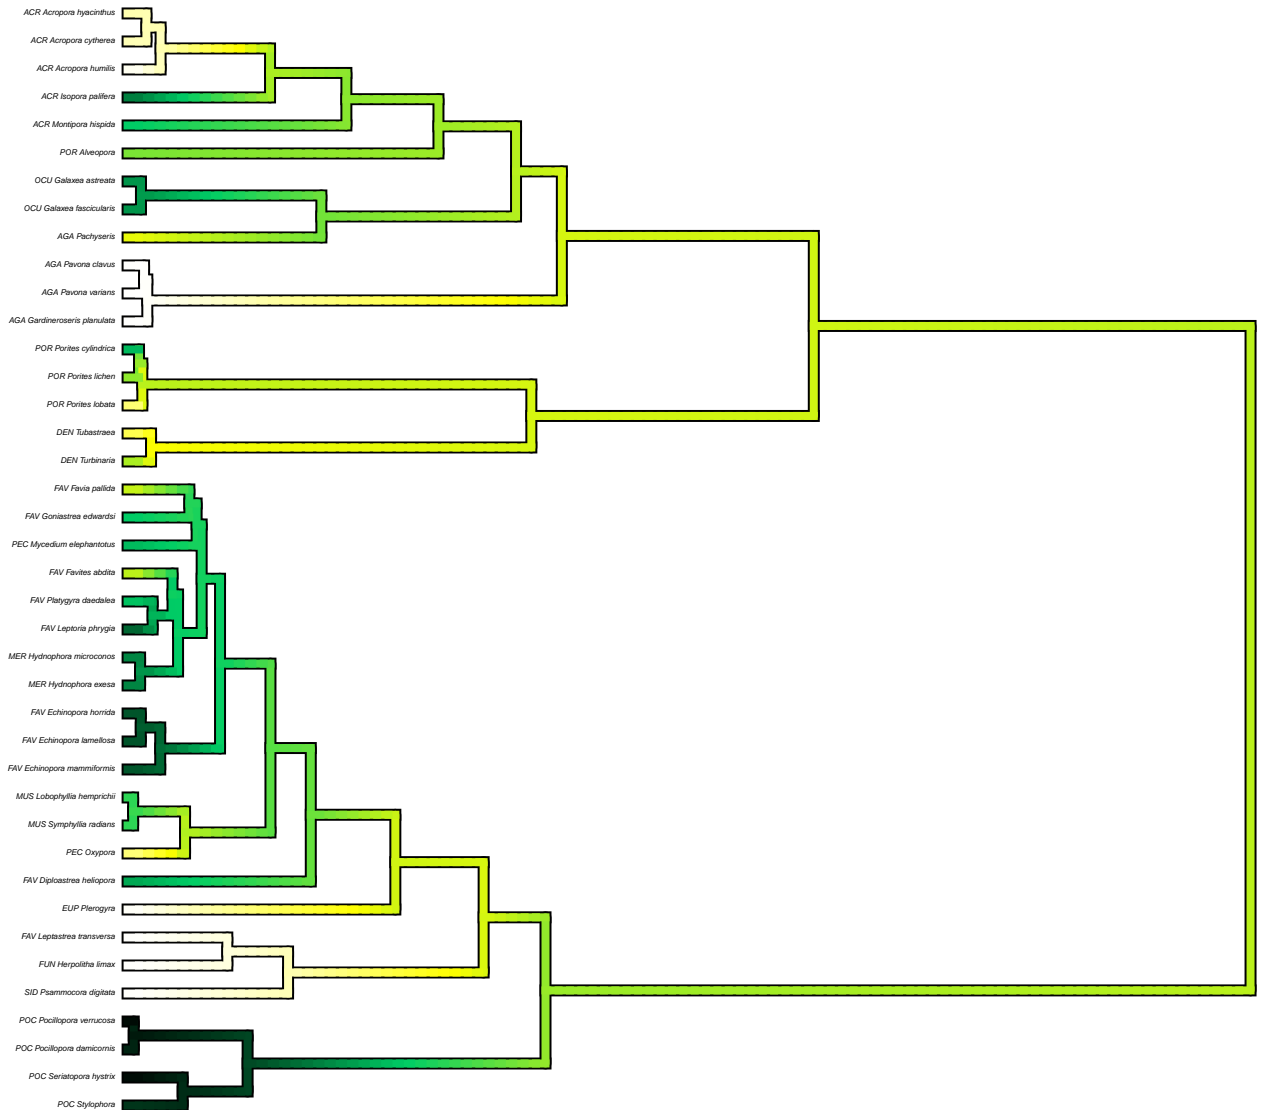 ACR Acropora hyacinthus
ACR Acropora cytherea
ACR Acropora humilis
ACR Isopora palifera
ACR Montipora hispida
POR Alveopora
OCU Galaxea astreata
OCU Galaxea fascicularis
AGA Pachyseris
AGA Pavona clavus
AGA Pavona varians
AGA Gardineroseris planulata
POR Porites cylindrica
POR Porites lichen
POR Porites lobata
DEN Tubastraea
DEN Turbinaria
FAV Favia pallida
FAV Goniastrea edwardsi
PEC Mycedium elephantotus
FAV Favites abdita
FAV Platygyra daedalea
FAV Leptoria phrygia
MER Hydnophora microconos
MER Hydnophora exesa
FAV Echinopora horrida
FAV Echinopora lamellosa
FAV Echinopora mammiformis
MUS Lobophyllia hemprichii
MUS Symphyllia radians
PEC Oxypora
FAV Diploastrea heliopora
EUP Plerogyra
FAV Leptastrea transversa
FUN Herpolitha limax
SID Psammocora digitata
POC Pocillopora verrucosa
POC Pocillopora damicornis
POC Seriatopora hystrix
POC Stylophora